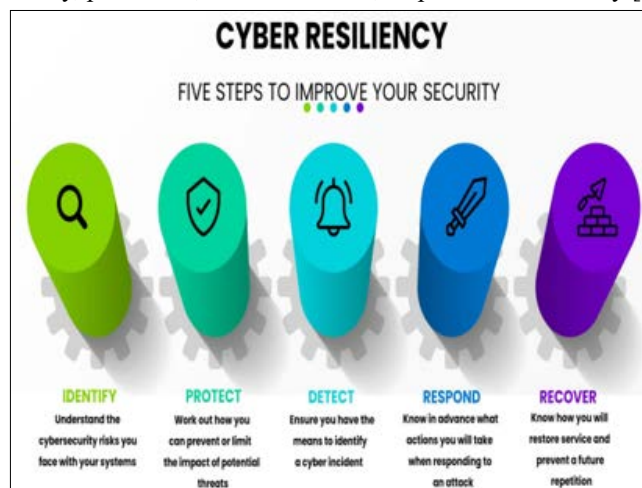 CYBER RESILIENCY
FIVE STEPS TO IMPROVE YOUR SECURITY
IDENTIFY
Understand the
cybersecurity risks you
face with your systems
PROTECT
Work out how you
can prevent or limit
the impact of potential
threats
DETECT
Ensure you have the
means to identify
a cyber incident
RESPOND
Know in advance what
actions you will take
when responding to
an attack
RECOVER
Know how you will
restore service and
prevent a future
repetition